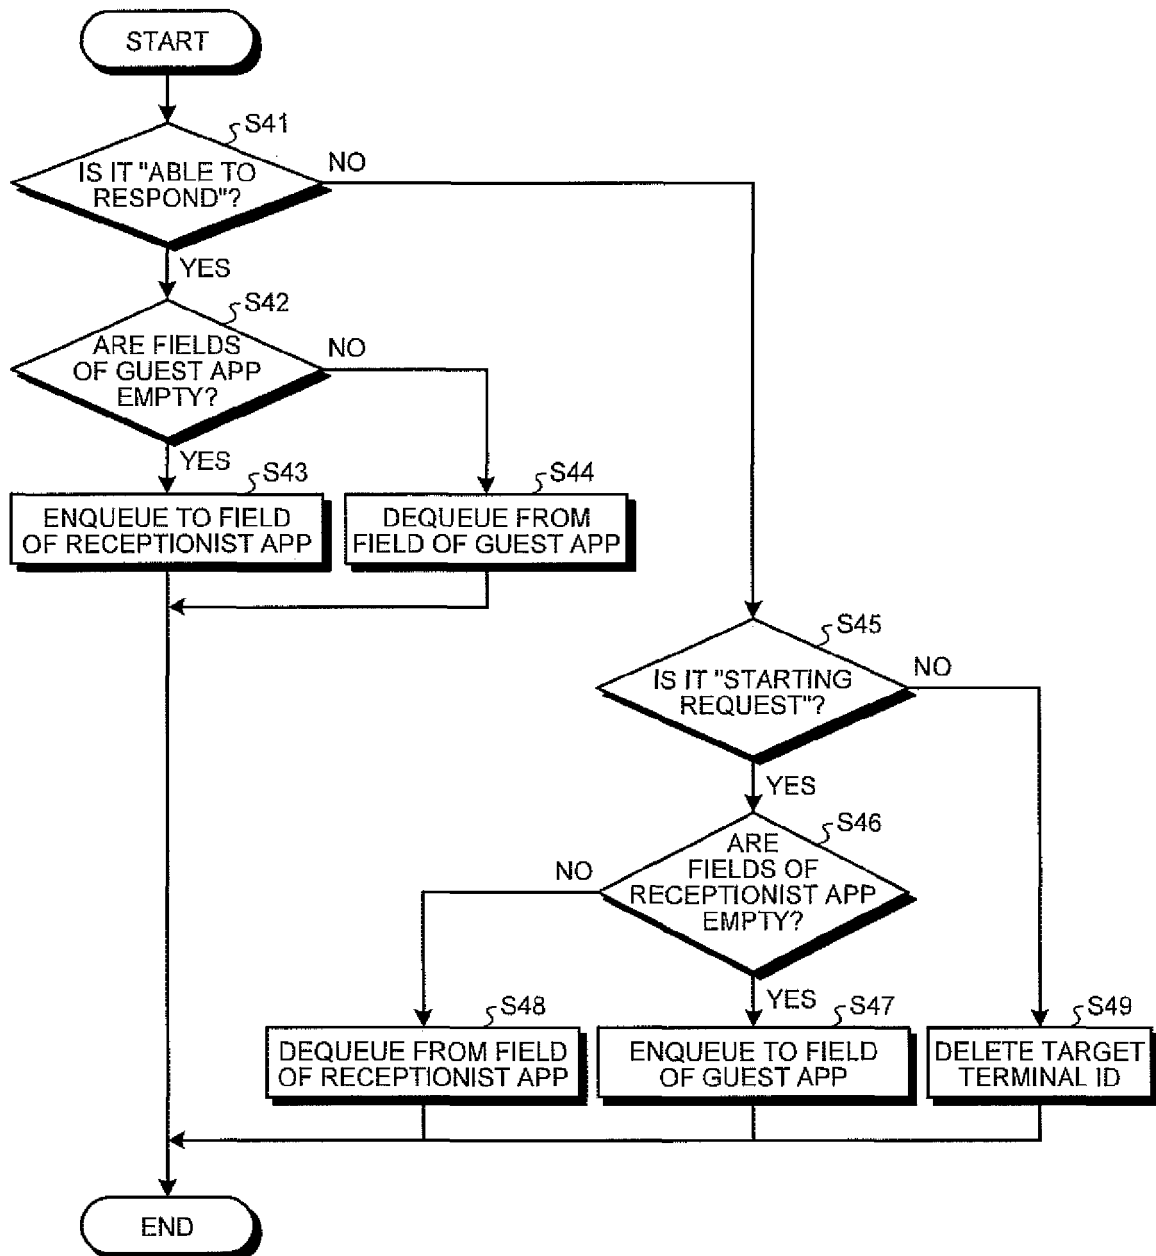 START
S41
IS IT "ABLE TO
RESPOND"?
NO
YES
S42
ARE FIELDS
OF GUEST APP
EMPTY?
NO
YES
S43
ENQUEUE TO FIELD
OF RECEPTIONIST APP
S44
DEQUEUE FROM
FIELD OF GUEST APP
S45
IS IT "STARTING
REQUEST"?
NO
YES
S46
ARE
FIELDS OF
RECEPTIONIST APP
EMPTY?
NO
YES
S48
DEQUEUE FROM FIELD
OF RECEPTIONIST APP
S47
ENQUEUE TO FIELD
OF GUEST APP
S49
DELETE TARGET
TERMINAL ID
END